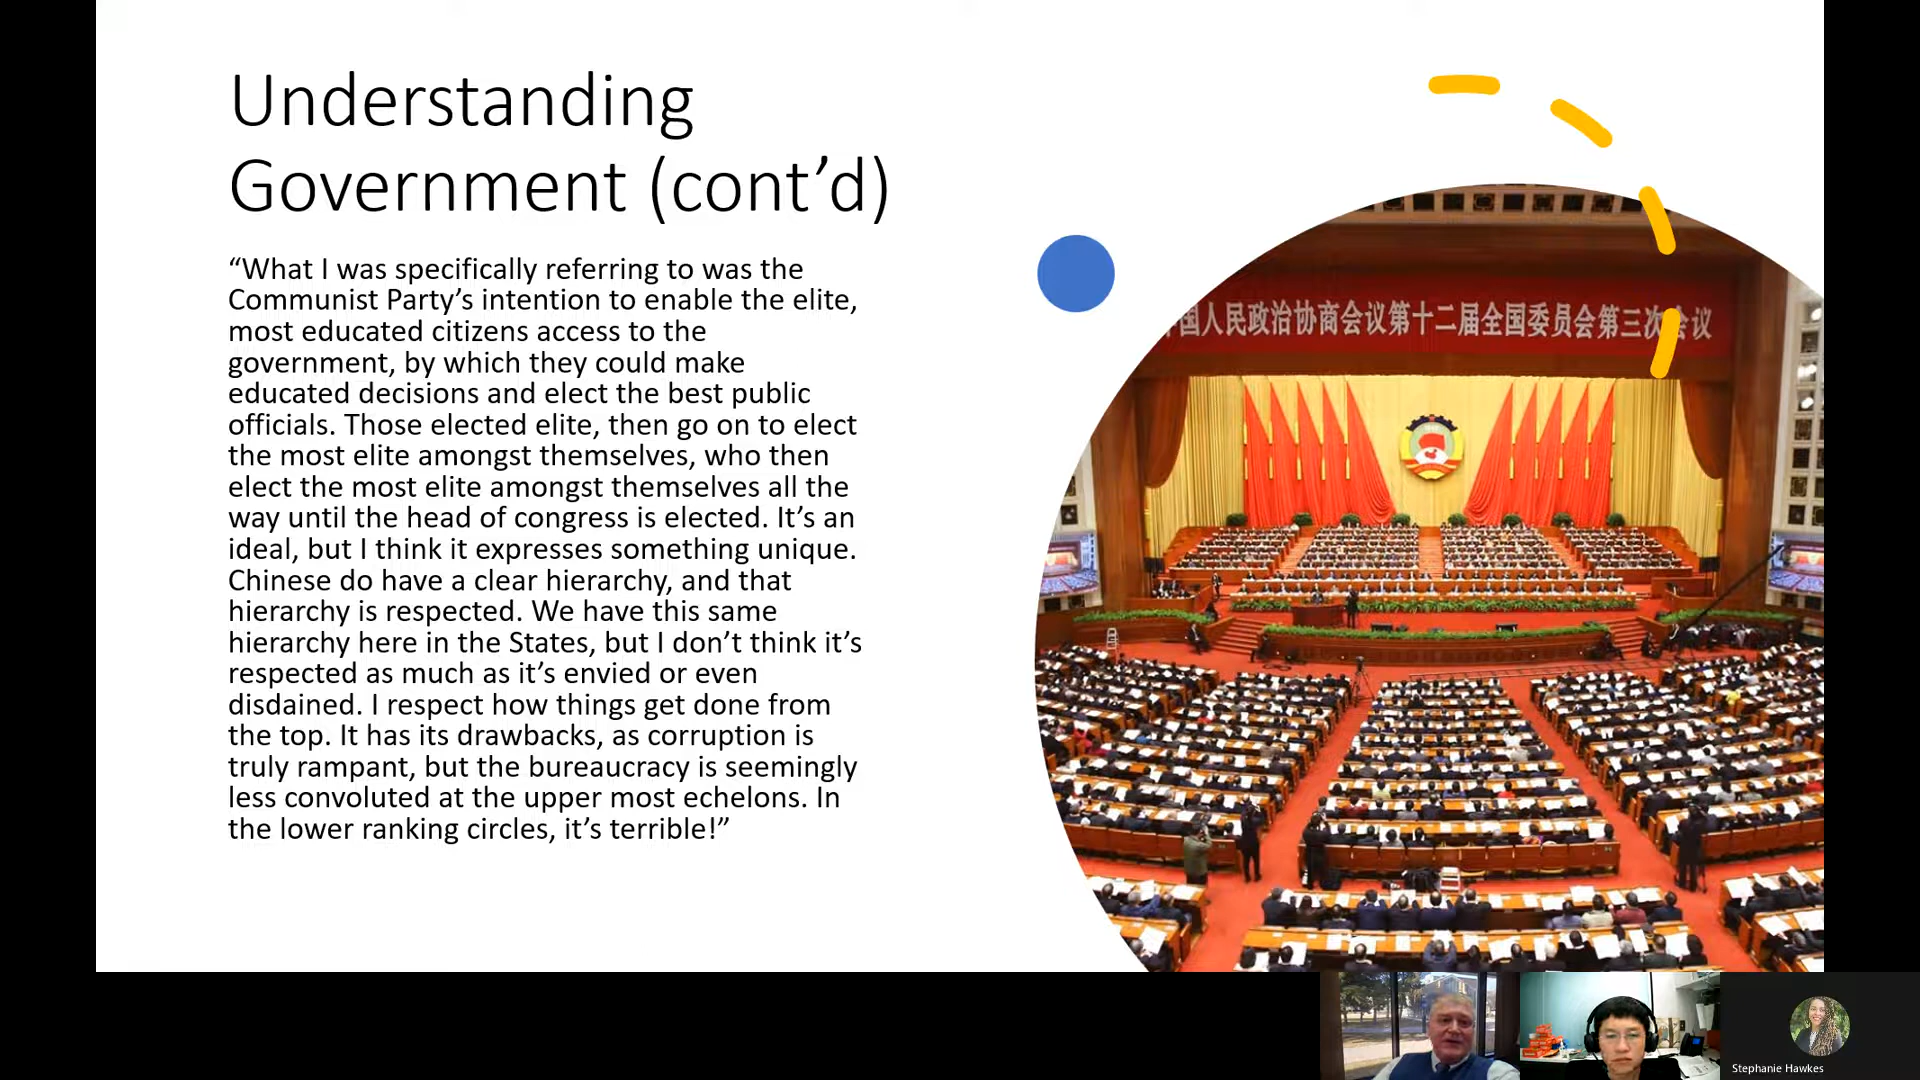 Understanding
Government (cont’d)
“What I was specifically referring to was the
Communist Party’s intention to enable the elite,
most educated citizens access to the
government, by which they could make
educated decisions and elect the best public
officials. Those elected elite, then go on to elect
the most elite amongst themselves, who then
elect the most elite amongst themselves all the
way until the head of congress is elected. It’s an
ideal, but I think it expresses something unique.
Chinese do have a clear hierarchy, and that
hierarchy is respected. We have this same
hierarchy here in the States, but I don’t think it’s
respected as much as it’s envied or even
disdained. I respect how things get done from
the top. It has its drawbacks, as corruption is
truly rampant, but the bureaucracy is seemingly
less convoluted at the upper most echelons. In
the lower ranking circles, it’s terrible!”
国人民政治协商会议第十二届全国委员会第三次会议
Stephanie Hawkes